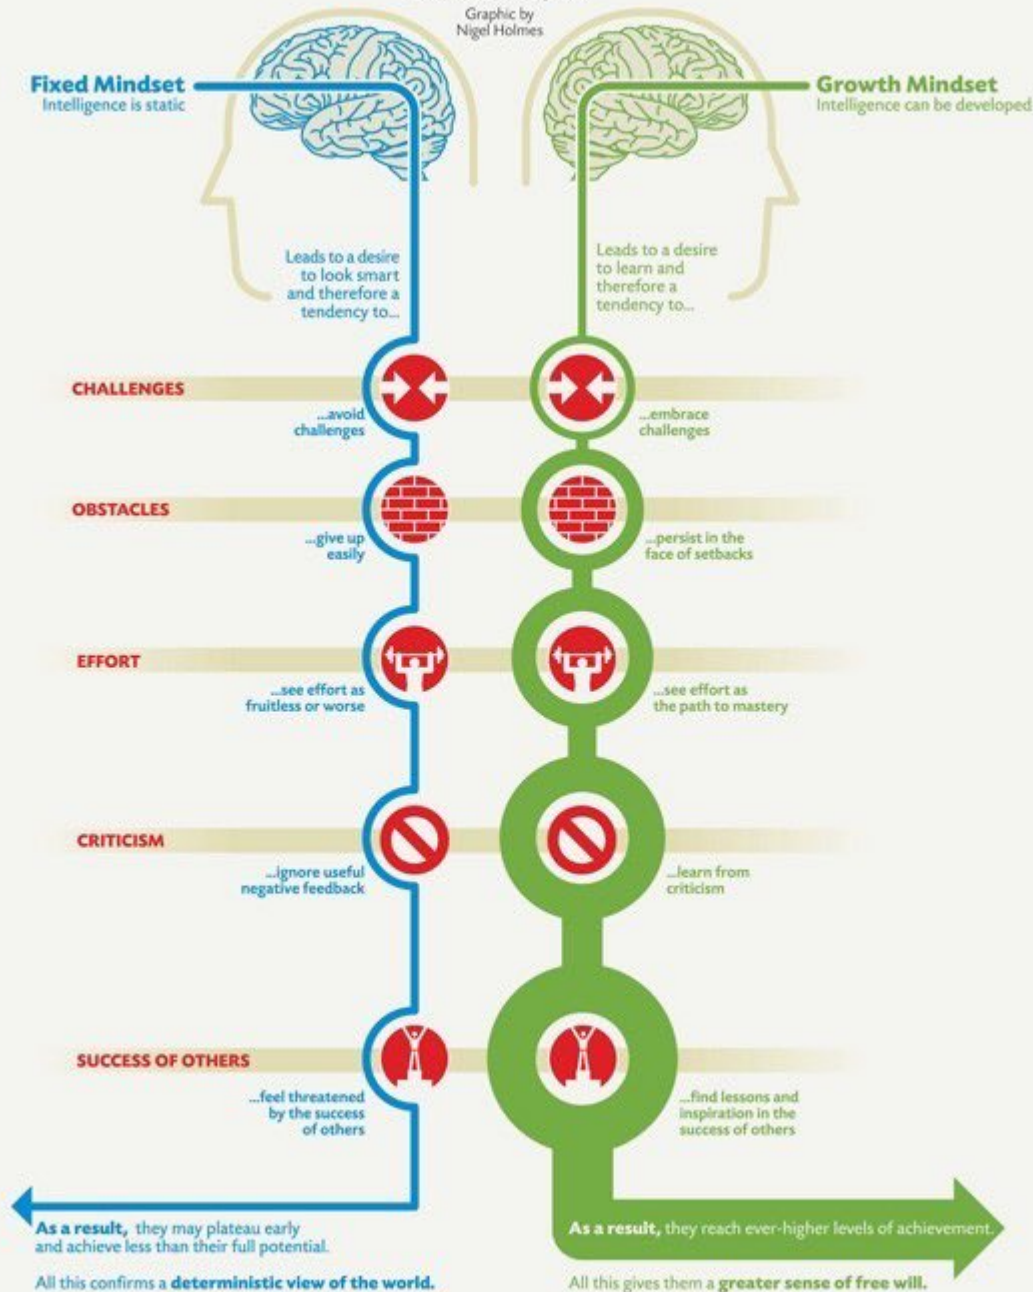 Graphic by
Nigel Holmes
Fixed Mindset
Intelligence is static
Growth Mindset
Intelligence can be developed
Leads to a desire
to look smart
and therefore a
tendency to...
Leads to a desire
to learn and
therefore a
tendency to...
CHALLENGES
...avoid
challenges
...embrace
challenges
OBSTACLES
...give up
easily
...persist in the
face of setbacks
EFFORT
...see effort as
fruitless or worse
...see effort as
the path to mastery
CRITICISM
...ignore useful
negative feedback
...learn from
criticism
SUCCESS OF OTHERS
...feel threatened
by the success
of others
...find lessons and
inspiration in the
success of others
As a result, they may plateau early
and achieve less than their full potential.
All this confirms a deterministic view of the world.
As a result, they reach ever-higher levels of achievement.
All this gives them a greater sense of free will.